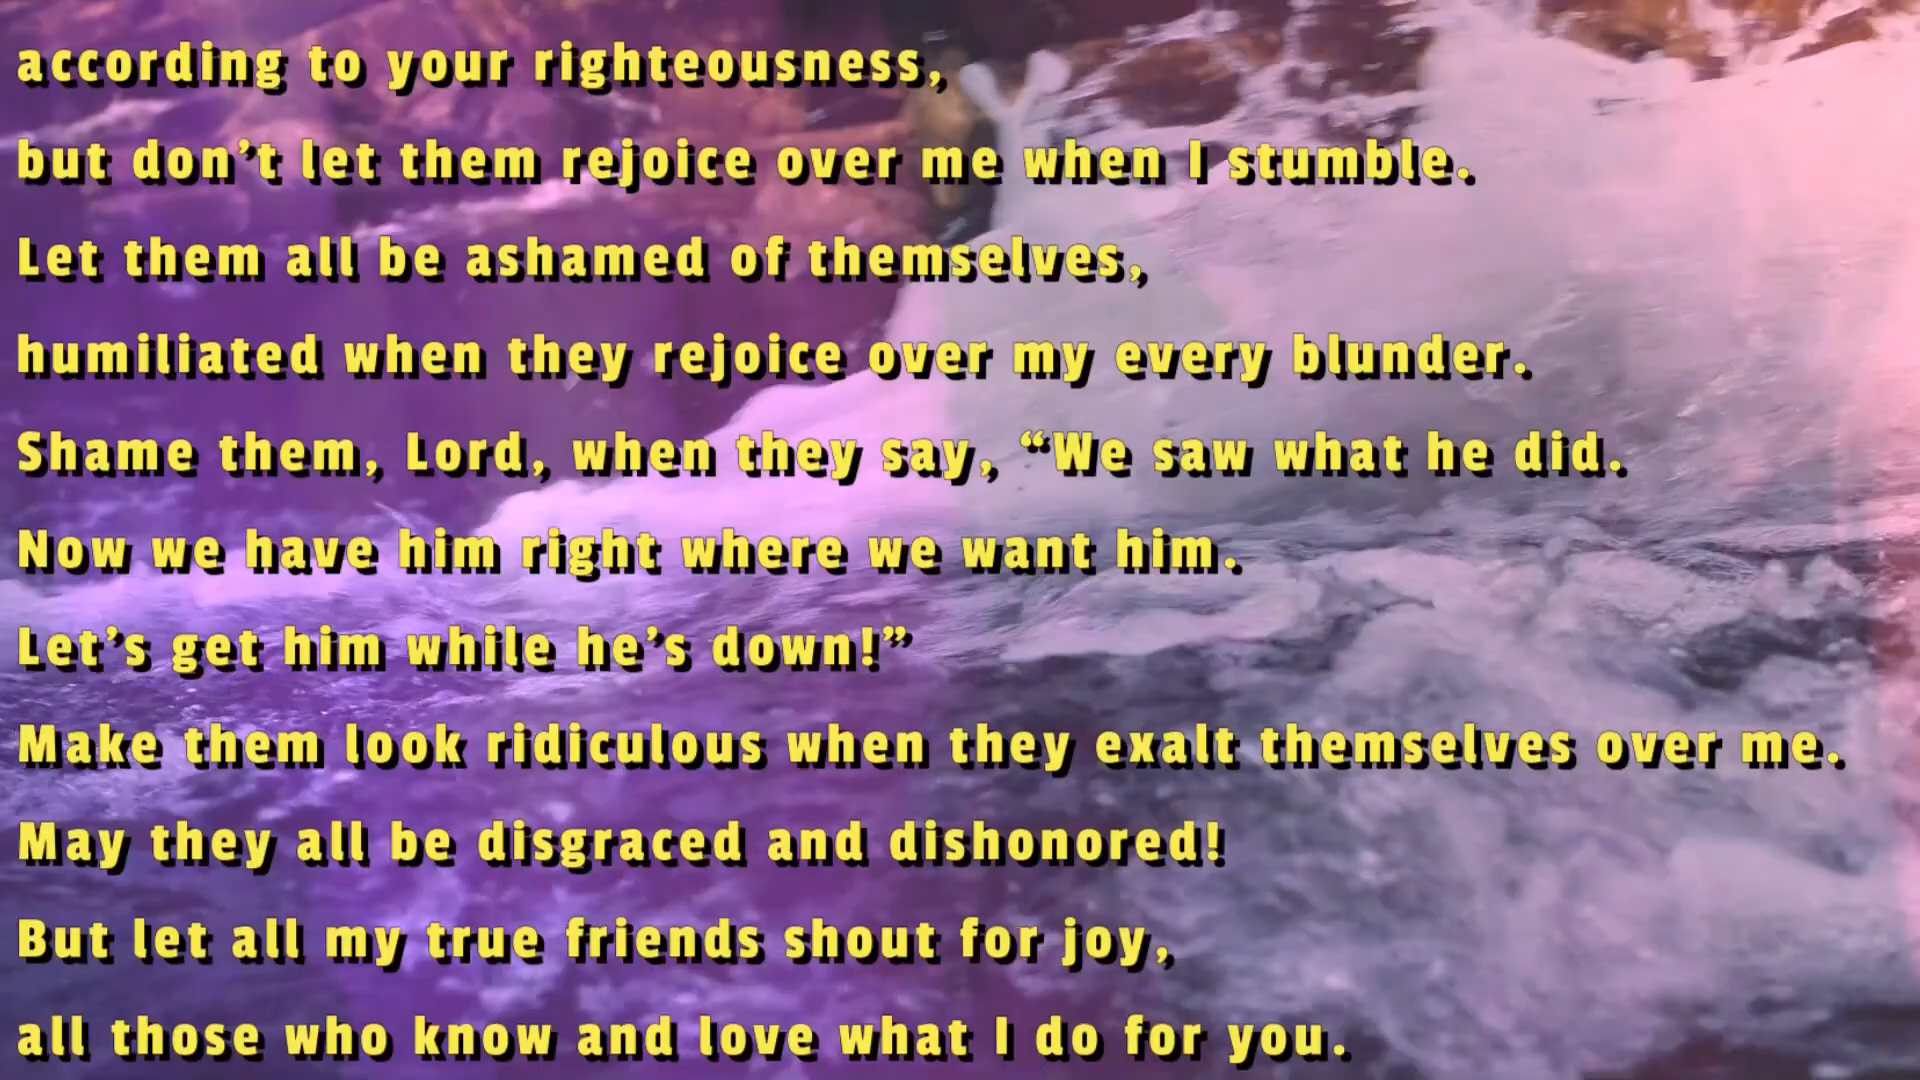 according to your righteousness,
but don’t let them rejoice over me when I stumble.
Let them all be ashamed of themselves,
humiliated when they rejoice over my every blunder.
Shame them, Lord, when they say, “We saw what he did.
Now we have him right where we want him.
Let’s get him while he’s down!”
Make them look ridiculous when they exalt themselves over me.
May they all be disgraced and dishonored!
But let all my true friends shout for joy,
all those who know and love what I do for you.